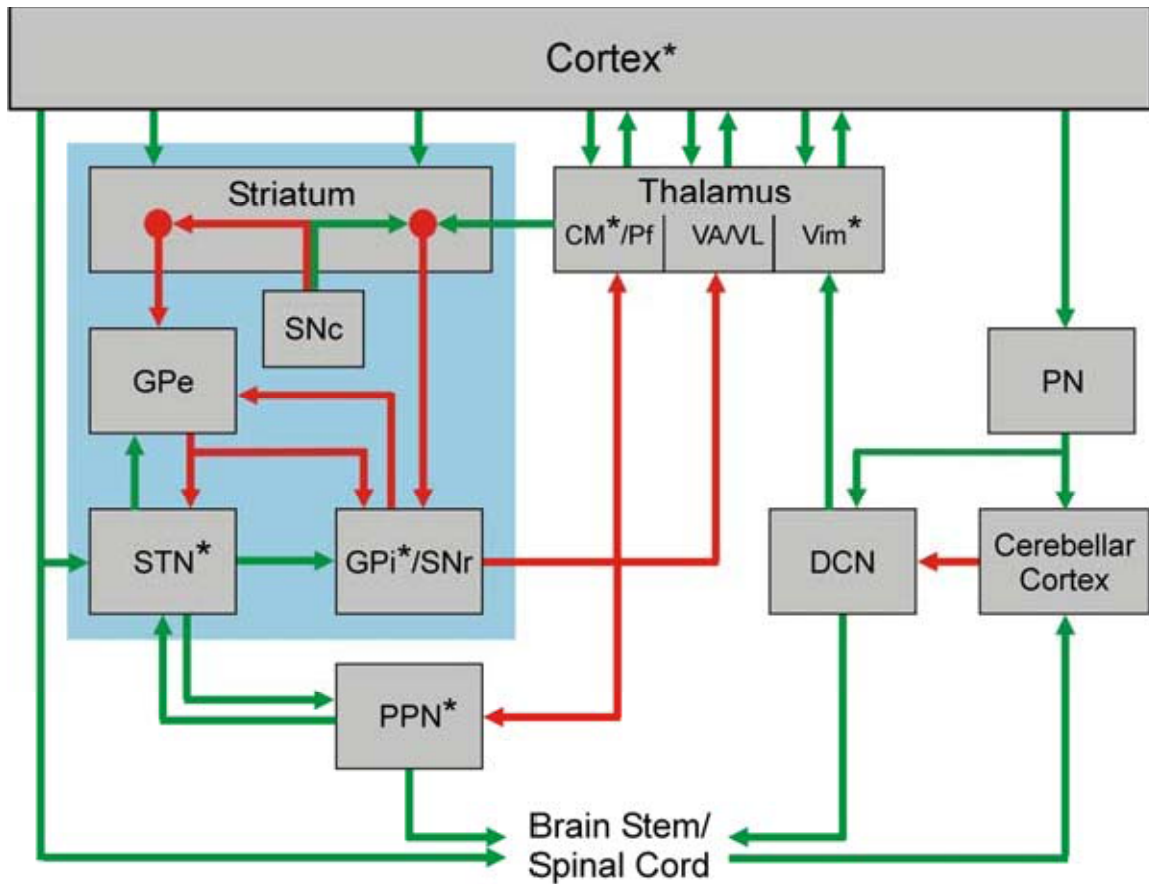 Cortex*
Striatum
Thalamus
CM*/Pf
VA/VL
Vim*
SNc
GPe
PN
STN*
GPi*/SNr
DCN
Cerebellar
Cortex
PPN*
Brain Stem/
Spinal Cord